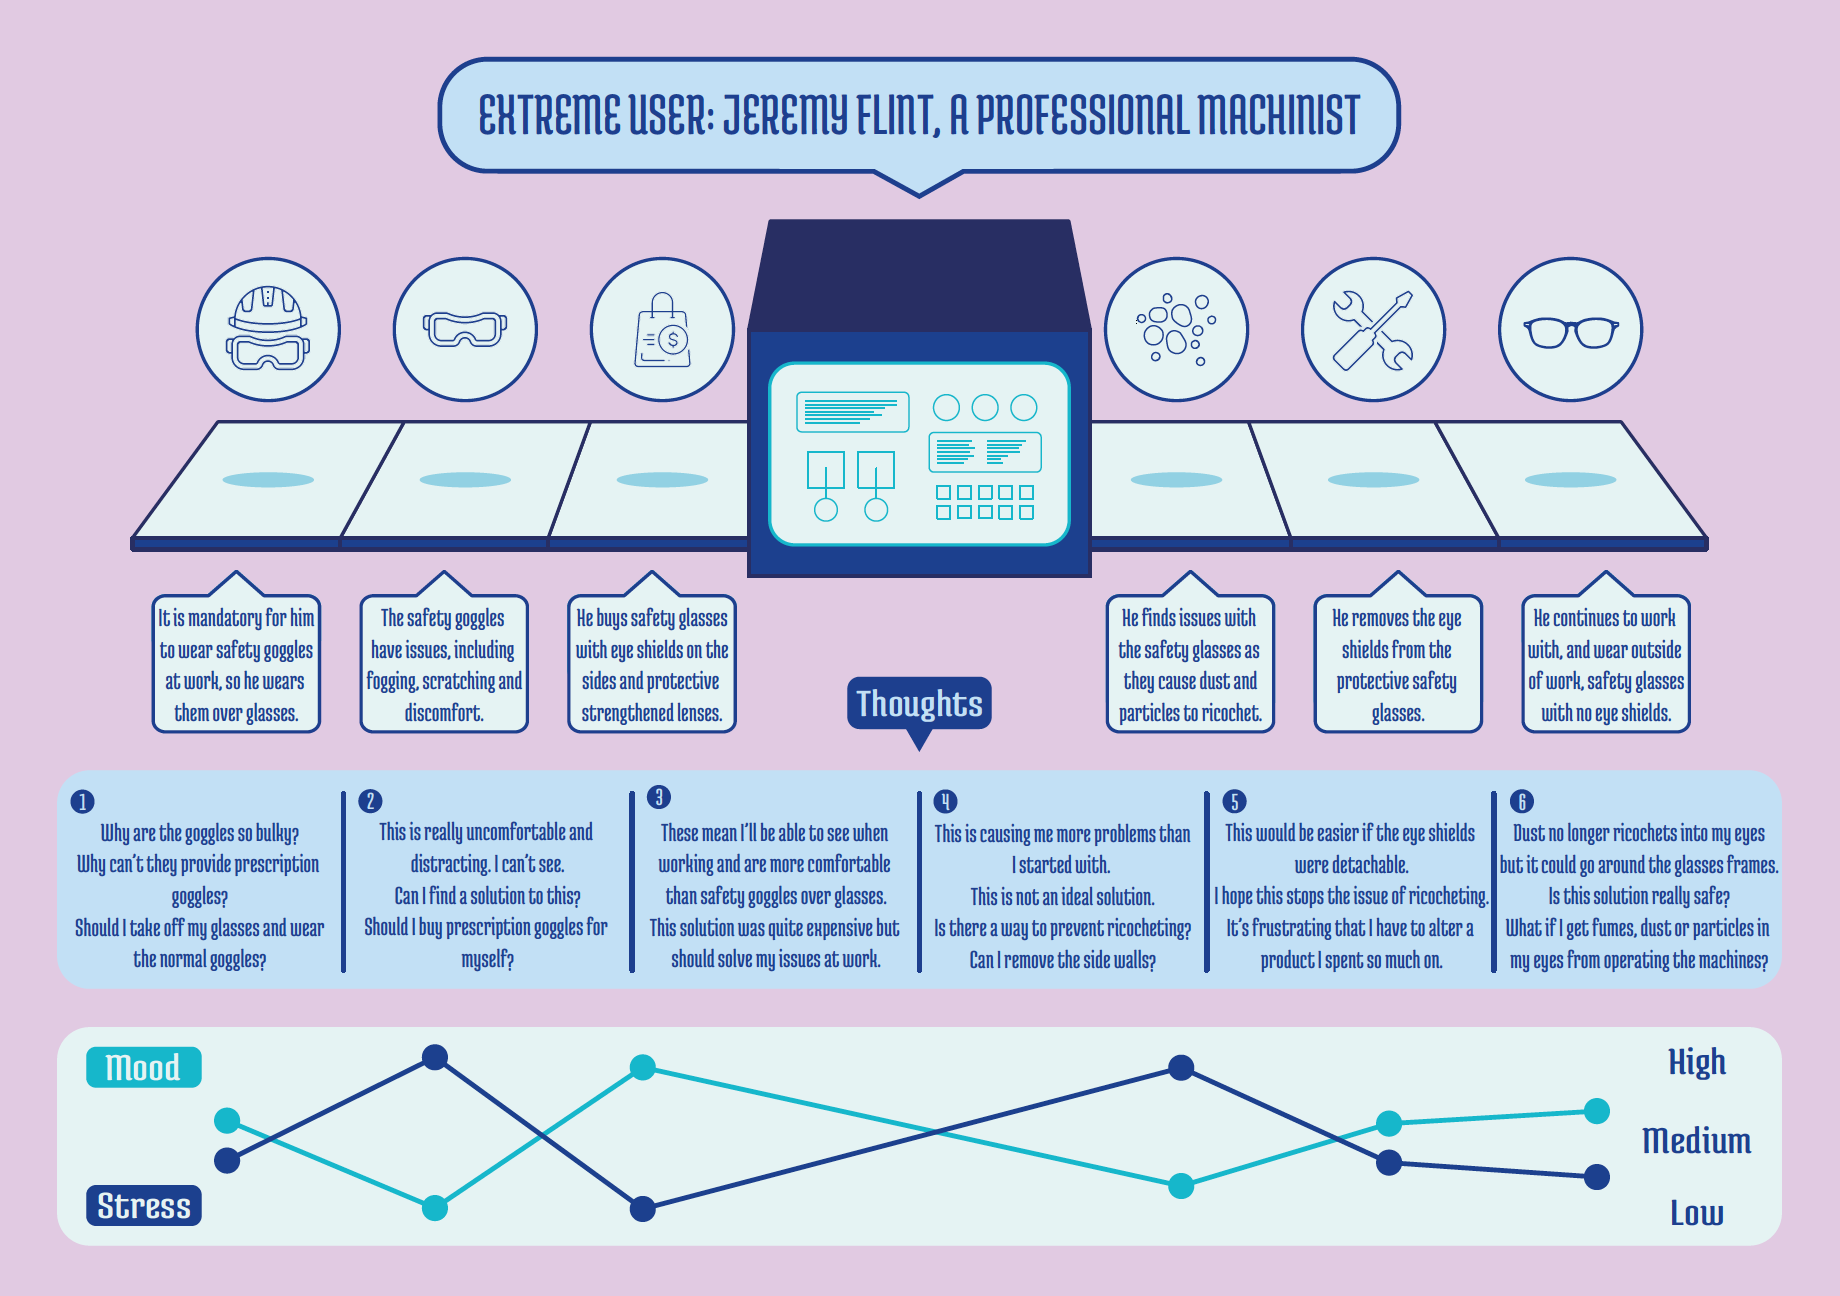 EXTREME USER: JEREMY FLINT, A PROFESSIONAL MACHINIST
$
It is mandatory for him
to wear safety goggles
at work, so he wears
them over glasses.
The safety goggles
have issues, including
fogging, scratching and
discomfort.
He buys safety glasses
with eye shields on the
sides and protective
strengthened lenses.
He finds issues with
the safety glasses as
they cause dust and
particles to ricochet.
He removes the eye
shields from the
protective safety
glasses.
He continues to work
with, and wear outside
of work, safety glasses
with no eye shields.
Thoughts
1
Why are the goggles so bulky?
Why can't they provide prescription
goggles?
Should I take off my glasses and wear
the normal goggles?
2
This is really uncomfortable and
distracting. I can't see.
Can I find a solution to this?
Should I buy prescription goggles for
myself?
3
These mean I'll be able to see when
working and are more comfortable
than safety goggles over glasses.
This solution was quite expensive but
should solve my issues at work.
4
This is causing me more problems than
I started with.
This is not an ideal solution.
Is there a way to prevent ricocheting?
Can I remove the side walls?
5
This would be easier if the eye shields
were detachable.
I hope this stops the issue of ricocheting.
It's frustrating that I have to alter a
product I spent so much on.
6
Dust no longer ricochets into my eyes
but it could go around the glasses frames.
Is this solution really safe?
What if I get fumes, dust or particles in
my eyes from operating the machines?
Mood
Stress
High
Medium
Low